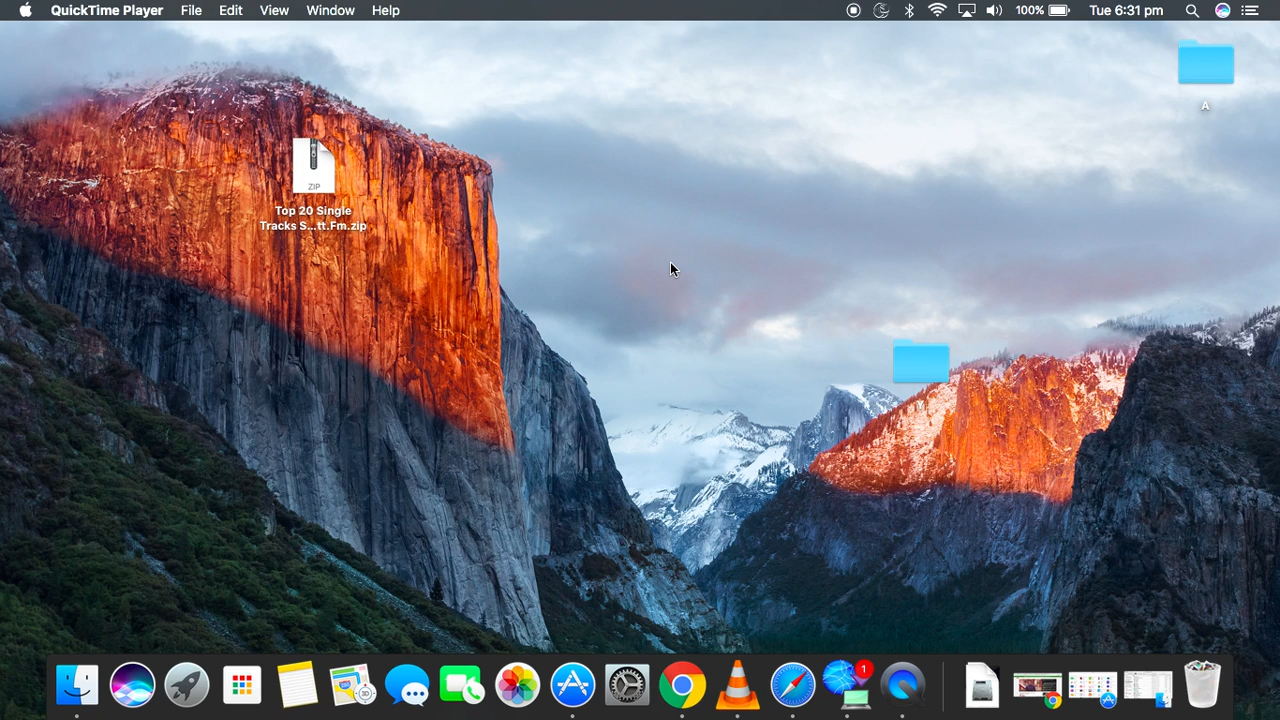 QuickTime Player File Edit View Window Help 100% Tue 6:31 pm
A
ZIP
Top 20 Single
Tracks S...tt.Fm.zip
1
3D